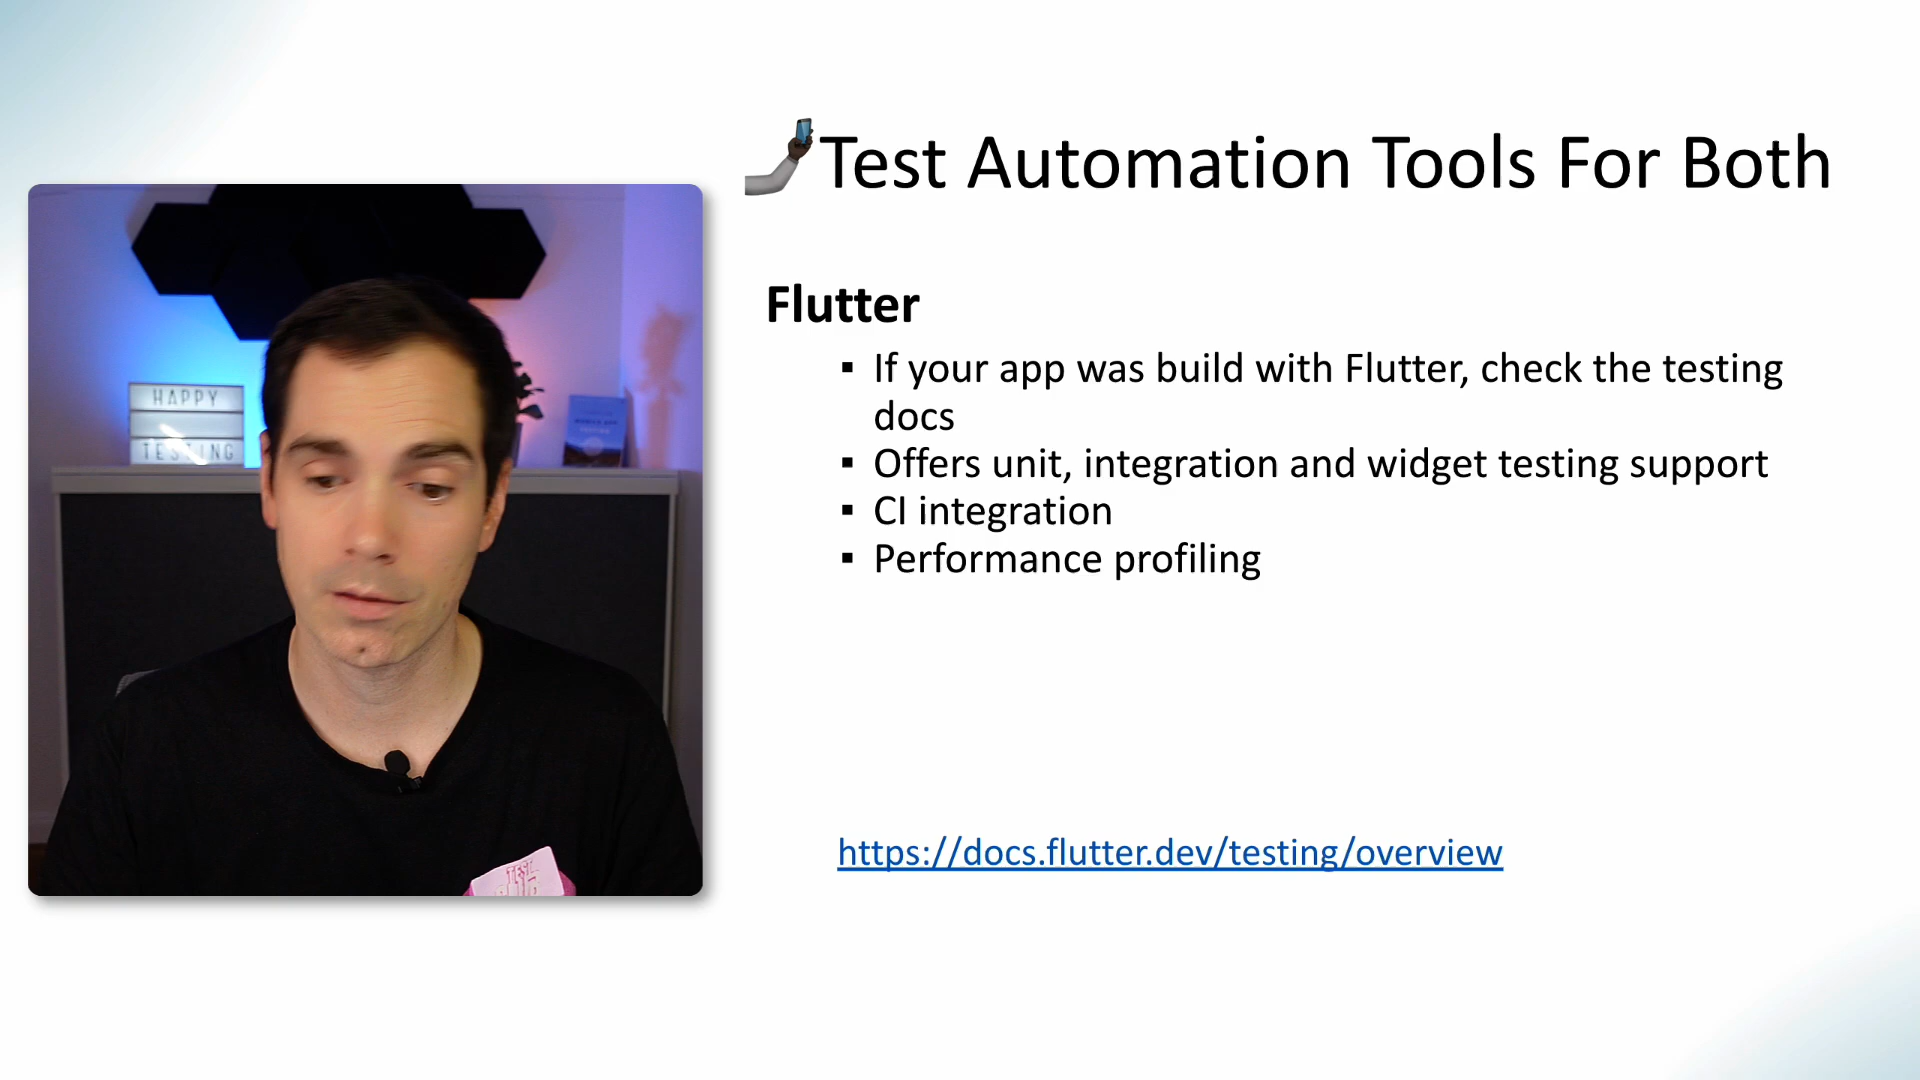 Test Automation Tools For Both
HAPPY
TESTING
Flutter
▪ If your app was build with Flutter, check the testing
docs
▪ Offers unit, integration and widget testing support
▪ CI integration
▪ Performance profiling
https://docs.flutter.dev/testing/overview